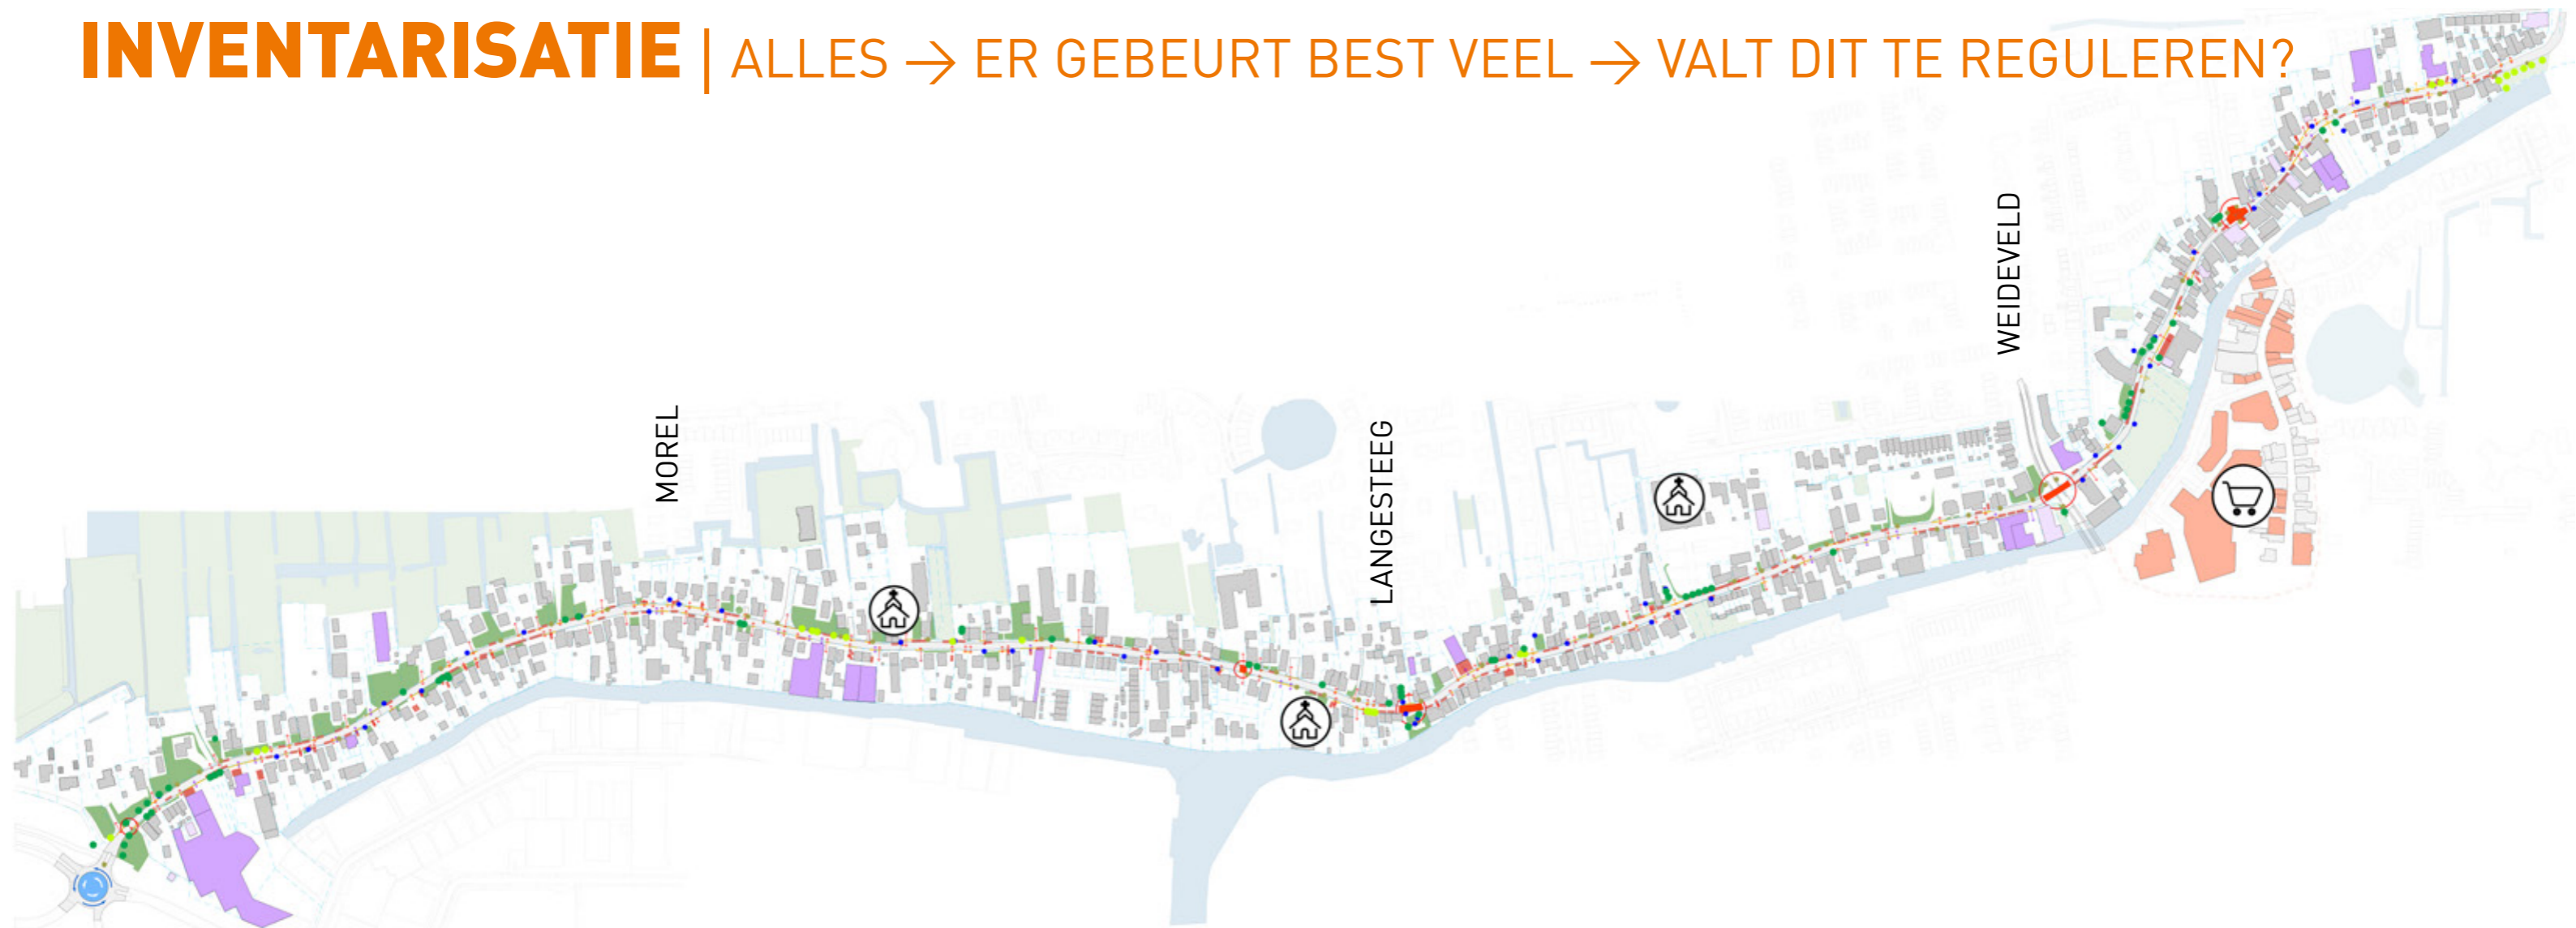 INVENTARISATIE | ALLES → ER GEBEURT BEST VEEL → VALT DIT TE REGULEREN?
WEIDEVELD
MOREL
LANGESTEEG